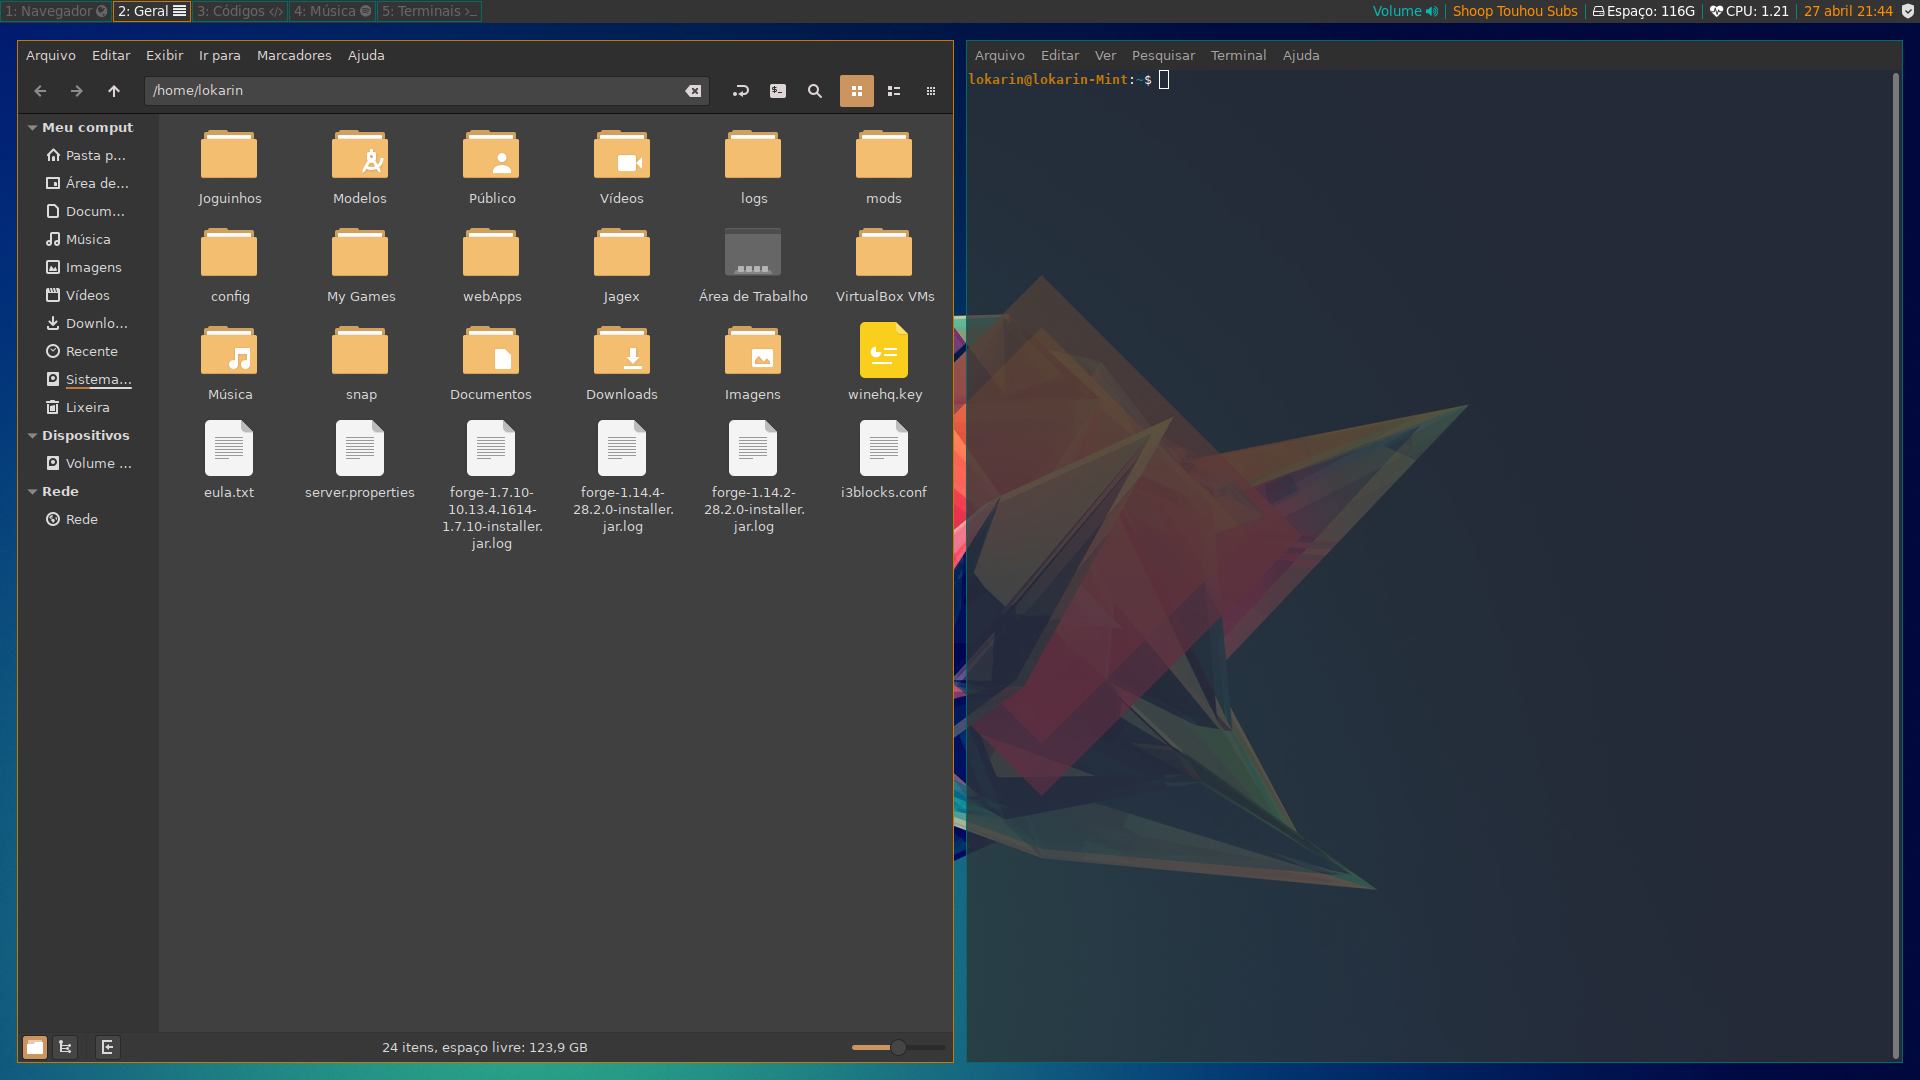 1: Navegador 2: Geral 3: Códigos 4: Música 5: Terminais Volume Shoop Touhou Subs Espaço: 116G CPU: 1.21 27 abril 21:44
Arquivo Editar Exibir Ir para Marcadores Ajuda
/home/lokarin
Meu comput
Pasta p...
Área de...
Docum...
Música
Imagens
Vídeos
Downlo...
Recente
Sistema...
Lixeira
Dispositivos
Volume ...
Rede
Rede
Joguinhos Modelos Público Vídeos logs mods
config My Games webApps Jagex Área de Trabalho VirtualBox VMs
Música snap Documentos Downloads Imagens winehq.key
eula.txt
server.properties
forge-1.7.10-
10.13.4.1614-
1.7.10-installer.
jar.log
forge-1.14.4-
28.2.0-installer.
jar.log
forge-1.14.2-
28.2.0-installer.
jar.log
i3blocks.conf
24 itens, espaço livre: 123,9 GB
Arquivo Editar Ver Pesquisar Terminal Ajuda
lokarin@lokarin-Mint:~$